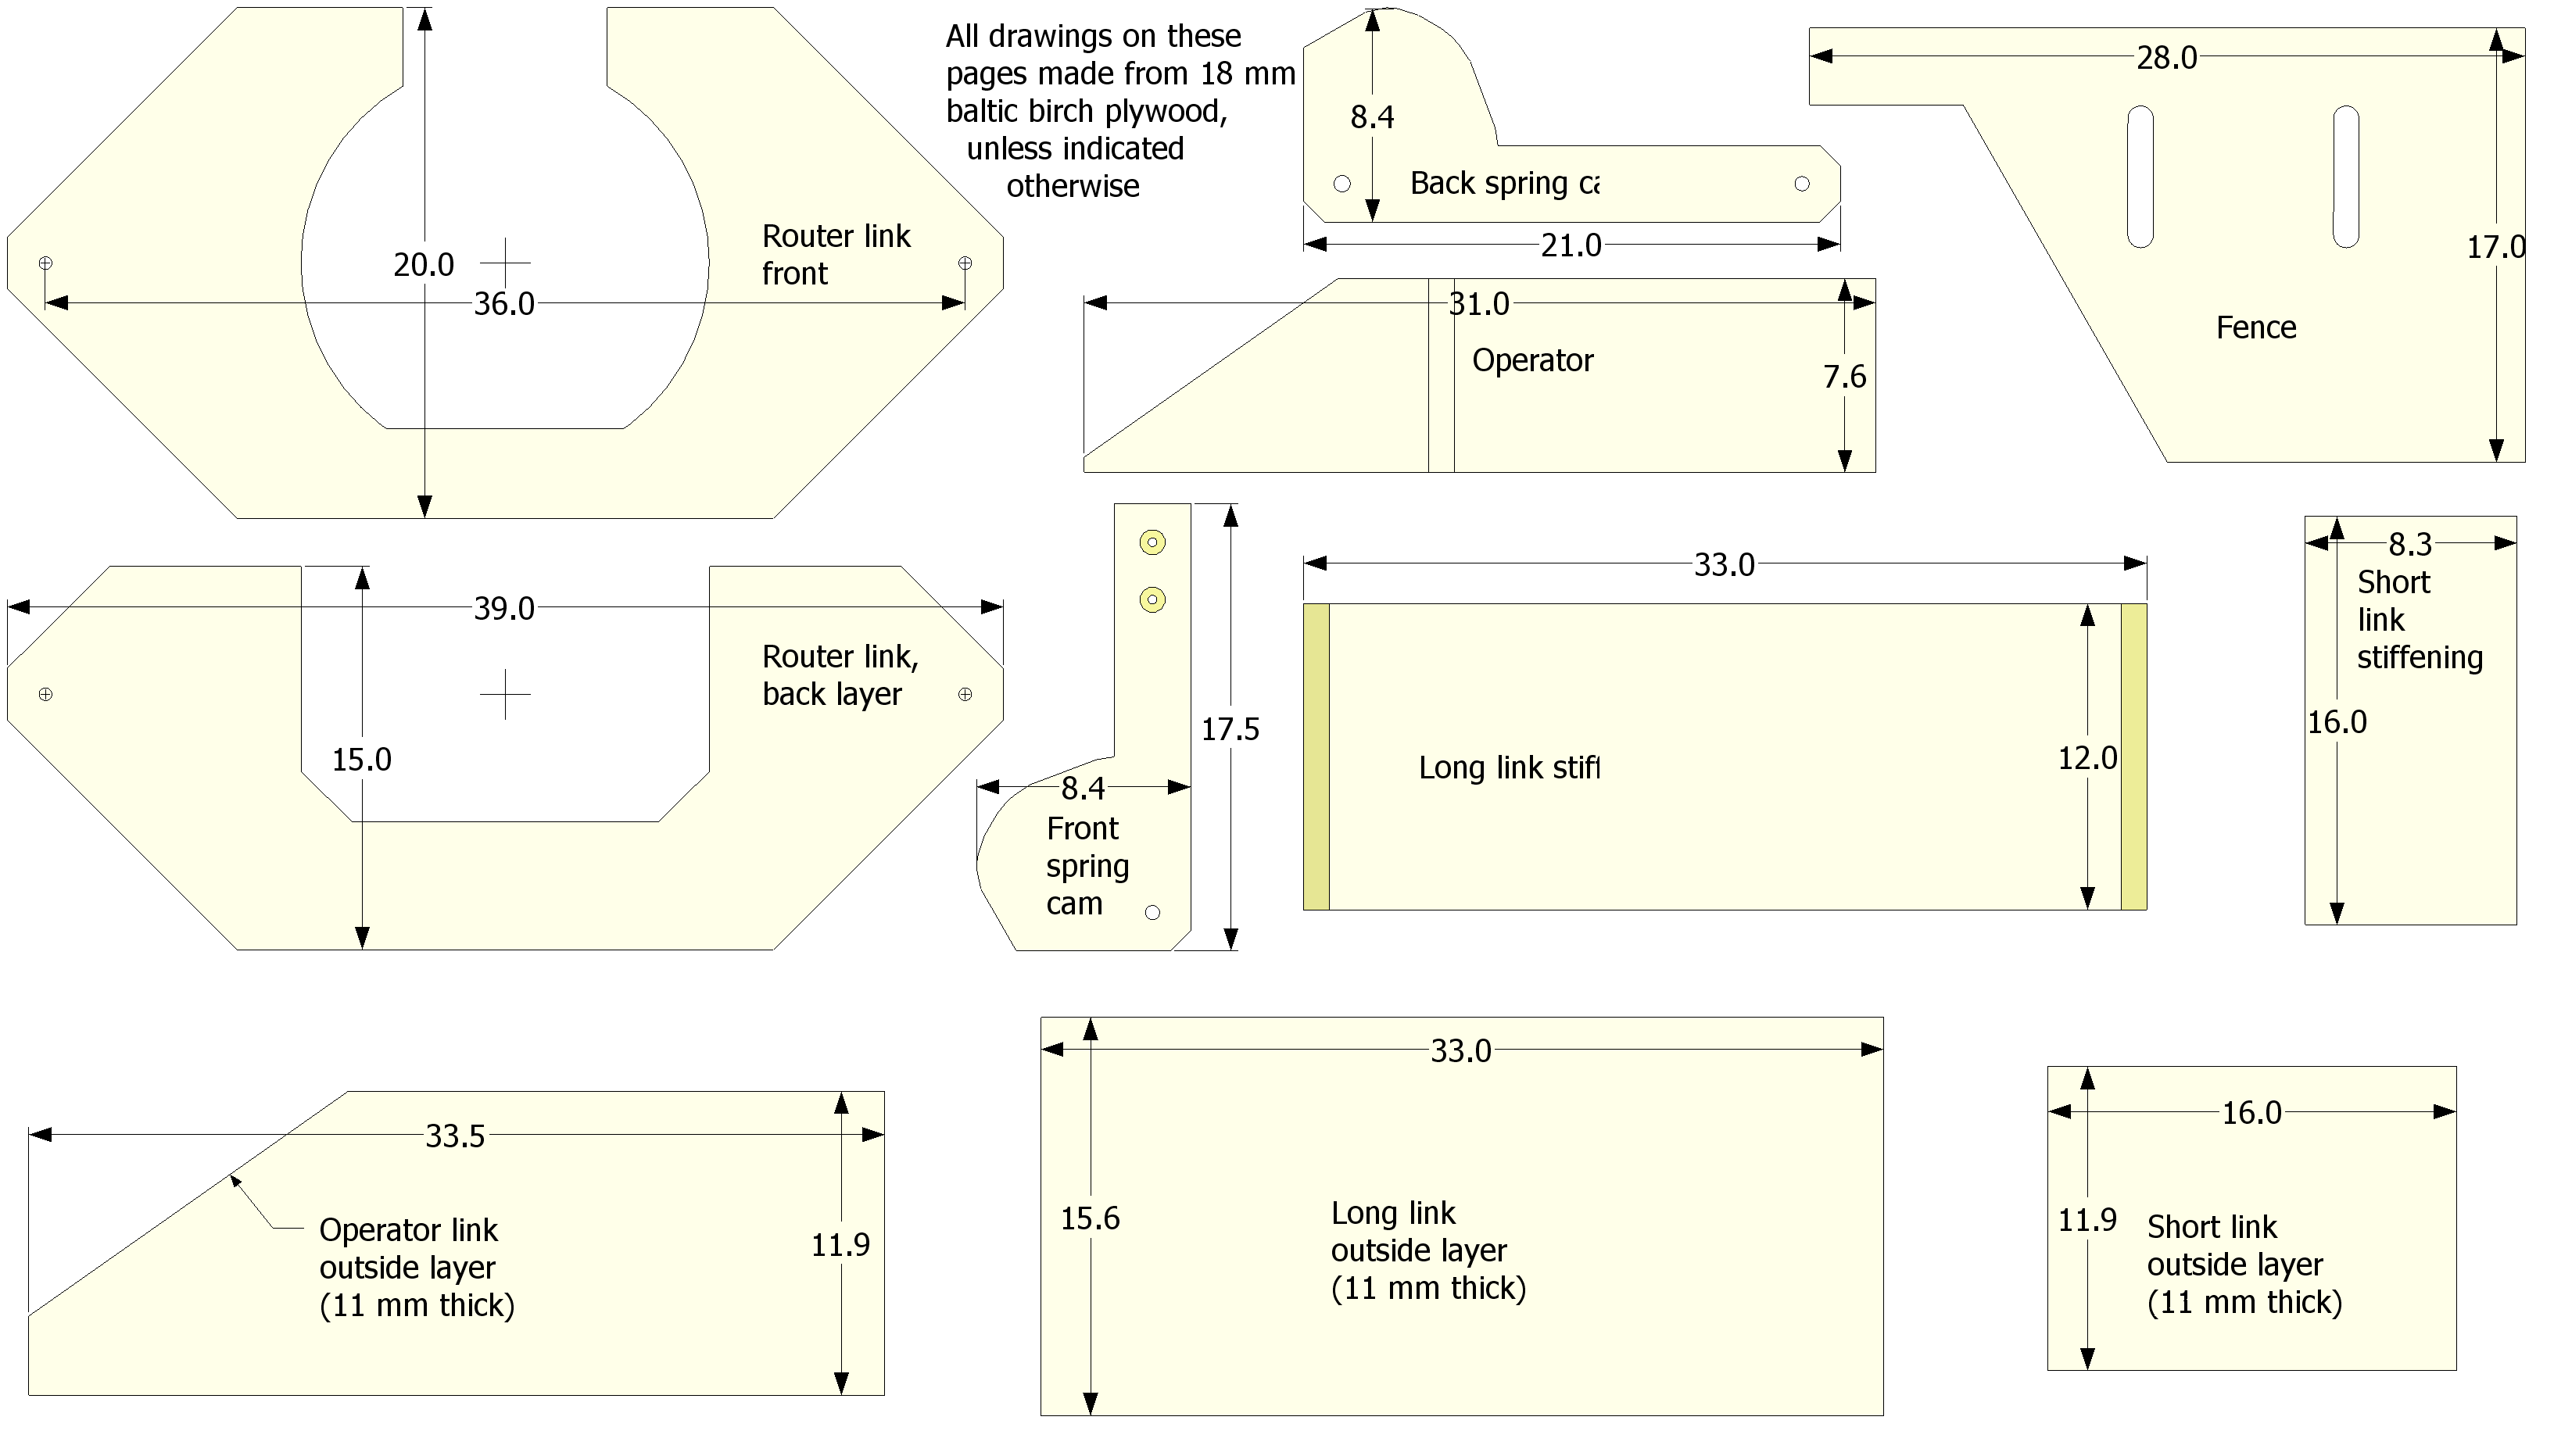 All drawings on these
pages made from 18 mm
baltic birch plywood,
unless indicated
otherwise
20.0
36.0
Router link
front
8.4
Back spring
21.0
28.0
17.0
Fence
31.0
Operator
7.6
39.0
15.0
Router link,
back layer
17.5
8.4
Front
spring
cam
33.0
12.0
Long link
8.3
Short
link
stiffening
16.0
33.5
11.9
Operator link
outside layer
(11 mm thick)
33.0
15.6
Long link
outside layer
(11 mm thick)
16.0
11.9
Short link
outside layer
(11 mm thick)